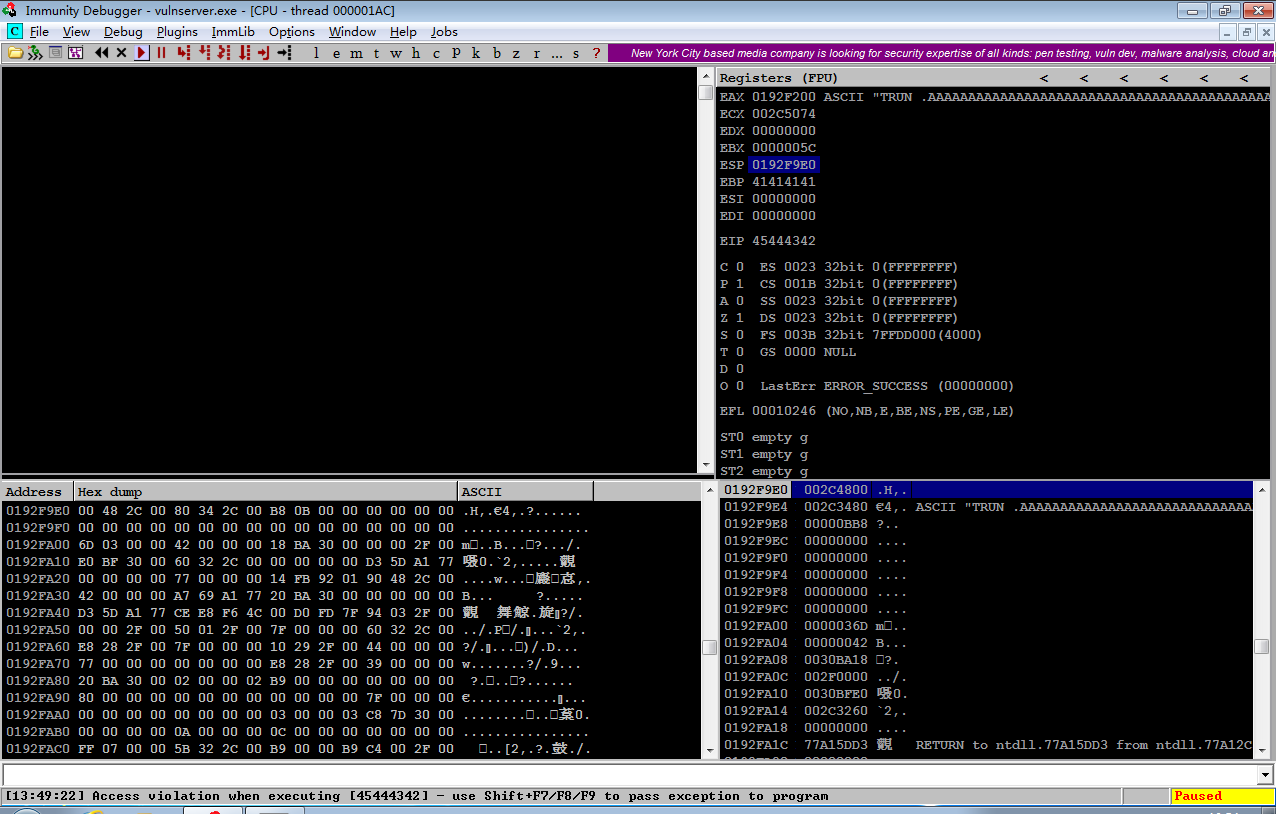 Immunity Debugger - vulnserver.exe - [CPU - thread 000001AC]
C File View Debug Plugins ImmLib Options Window Help Jobs
l e m t w h c P k b z r ... s ? New York City based media company is looking for security expertise of all kinds: pen testing, vuln dev, malware analysis, cloud an
Registers (FPU) < < < < < <
EAX 0192F200 ASCII "TRUN .AAAAAAAAAAAAAAAAAAAAAAAAAAAAAAAAAAAAAAAAAAA
ECX 002C5074
EDX 00000000
EBX 0000005C
ESP 0192F9E0
EBP 41414141
ESI 00000000
EDI 00000000
EIP 45444342
C 0 ES 0023 32bit 0(FFFFFFFF)
P 1 CS 001B 32bit 0(FFFFFFFF)
A 0 SS 0023 32bit 0(FFFFFFFF)
Z 1 DS 0023 32bit 0(FFFFFFFF)
S 0 FS 003B 32bit 7FFDD000(4000)
T 0 GS 0000 NULL
D 0
O 0 LastErr ERROR_SUCCESS (00000000)
EFL 00010246 (NO,NB,E,BE,NS,PE,GE,LE)
ST0 empty g
ST1 empty g
ST2 empty g
Address Hex dump ASCII
0192F9E0 00 48 2C 00 80 34 2C 00 B8 0B 00 00 00 00 00 00 .H,.€4,.?......
0192F9F0 00 00 00 00 00 00 00 00 00 00 00 00 00 00 00 00 ................
0192FA00 6D 03 00 00 42 00 00 00 18 BA 30 00 00 00 2F 00 m..B...?.../.
0192FA10 E0 BF 30 00 60 32 2C 00 00 00 00 00 D3 5D A1 77 0.`2,.....
0192FA20 00 00 00 00 77 00 00 00 14 FB 92 01 90 48 2C 00 ....w...,.
0192FA30 42 00 00 00 A7 69 A1 77 20 BA 30 00 00 00 00 00 B... ?.....
0192FA40 D3 5D A1 77 CE E8 F6 4C 00 D0 FD 7F 94 03 2F 00 舞鯨.?/.
0192FA50 00 00 2F 00 50 01 2F 00 7F 00 00 00 60 32 2C 00 ../.P/....`2,.
0192FA60 E8 28 2F 00 7F 00 00 00 10 29 2F 00 44 00 00 00 ?/....)/.D...
0192FA70 77 00 00 00 00 00 00 00 E8 28 2F 00 39 00 00 00 w.......?/.9...
0192FA80 20 BA 30 00 02 00 00 02 B9 00 00 00 00 00 00 00 ?...?......
0192FA90 80 00 00 00 00 00 00 00 00 00 00 00 7F 00 00 00 €..............
0192FAA0 00 00 00 00 00 00 00 00 03 00 00 03 C8 7D 30 00 ..........0.
0192FAB0 00 00 00 00 0A 00 00 00 0C 00 00 00 00 00 00 00 ................
0192FAC0 FF 07 00 00 5B 32 2C 00 B9 00 00 B9 C4 00 2F 00 ..[2,.?.鼓./.
0192F9E0 002C4800 .H,.
0192F9E4 002C3480 €4,. ASCII "TRUN .AAAAAAAAAAAAAAAAAAAAAAAAAAAAA
0192F9E8 00000BB8 ?..
0192F9EC 00000000 ....
0192F9F0 00000000 ....
0192F9F4 00000000 ....
0192F9F8 00000000 ....
0192F9FC 00000000 ....
0192FA00 0000036D m..
0192FA04 00000042 B...
0192FA08 0030BA18 ?.
0192FA0C 002F0000 ../.
0192FA10 0030BFE0 0.
0192FA14 002C3260 `2,.
0192FA18 00000000 ....
0192FA1C 77A15DD3 RETURN to ntdll.77A15DD3 from ntdll.77A12C
[13:49:22] Access violation when executing [45444342] - use Shift+F7/F8/F9 to pass exception to program
Paused